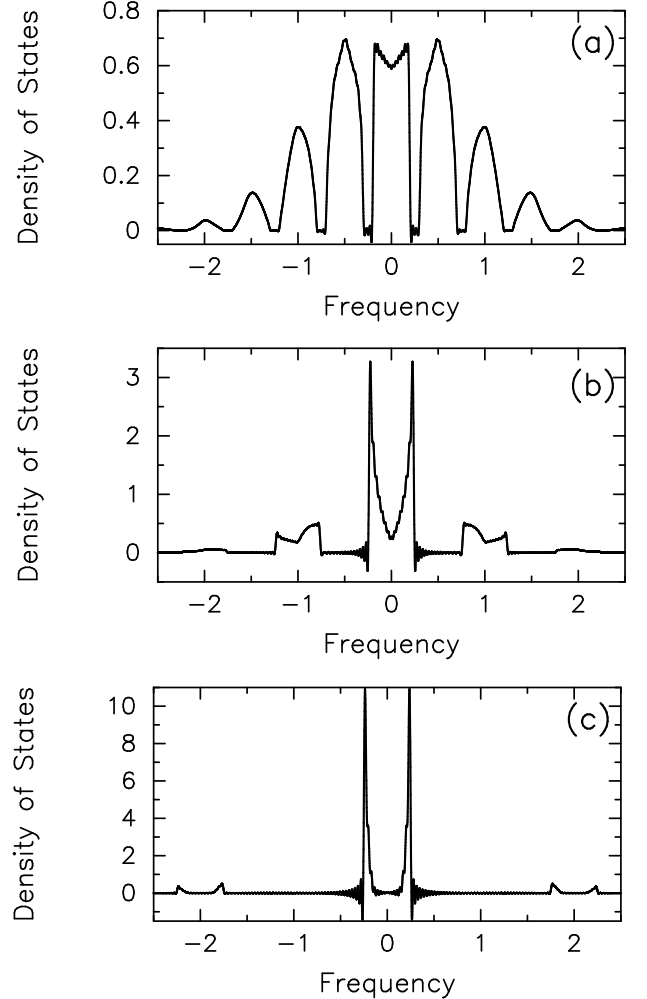 0.8
(a)
0.6
0.4
0.2
0
Density of States
−2 −1 0 1 2
Frequency
(b)
3
2
1
0
Density of States
−2 −1 0 1 2
Frequency
(c)
10
8
6
4
2
0
Density of States
−2 −1 0 1 2
Frequency